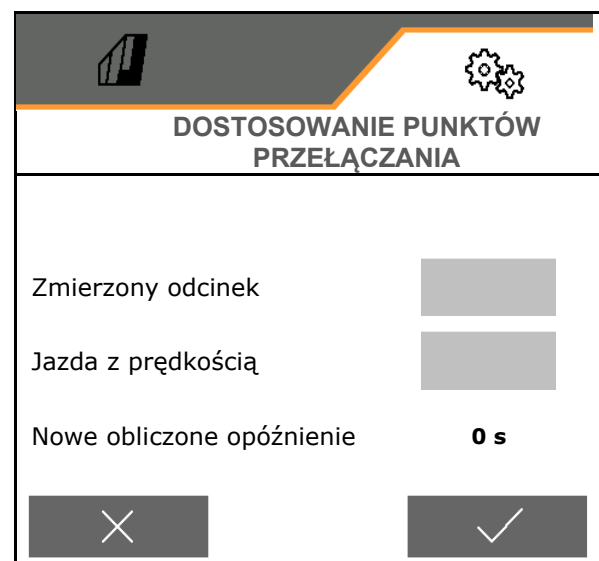 DOSTOSOWANIE PUNKTÓW
PRZEŁĄCZANIA
Zmierzony odcinek
Jazda z prędkością
Nowe obliczone opóźnienie 0 s